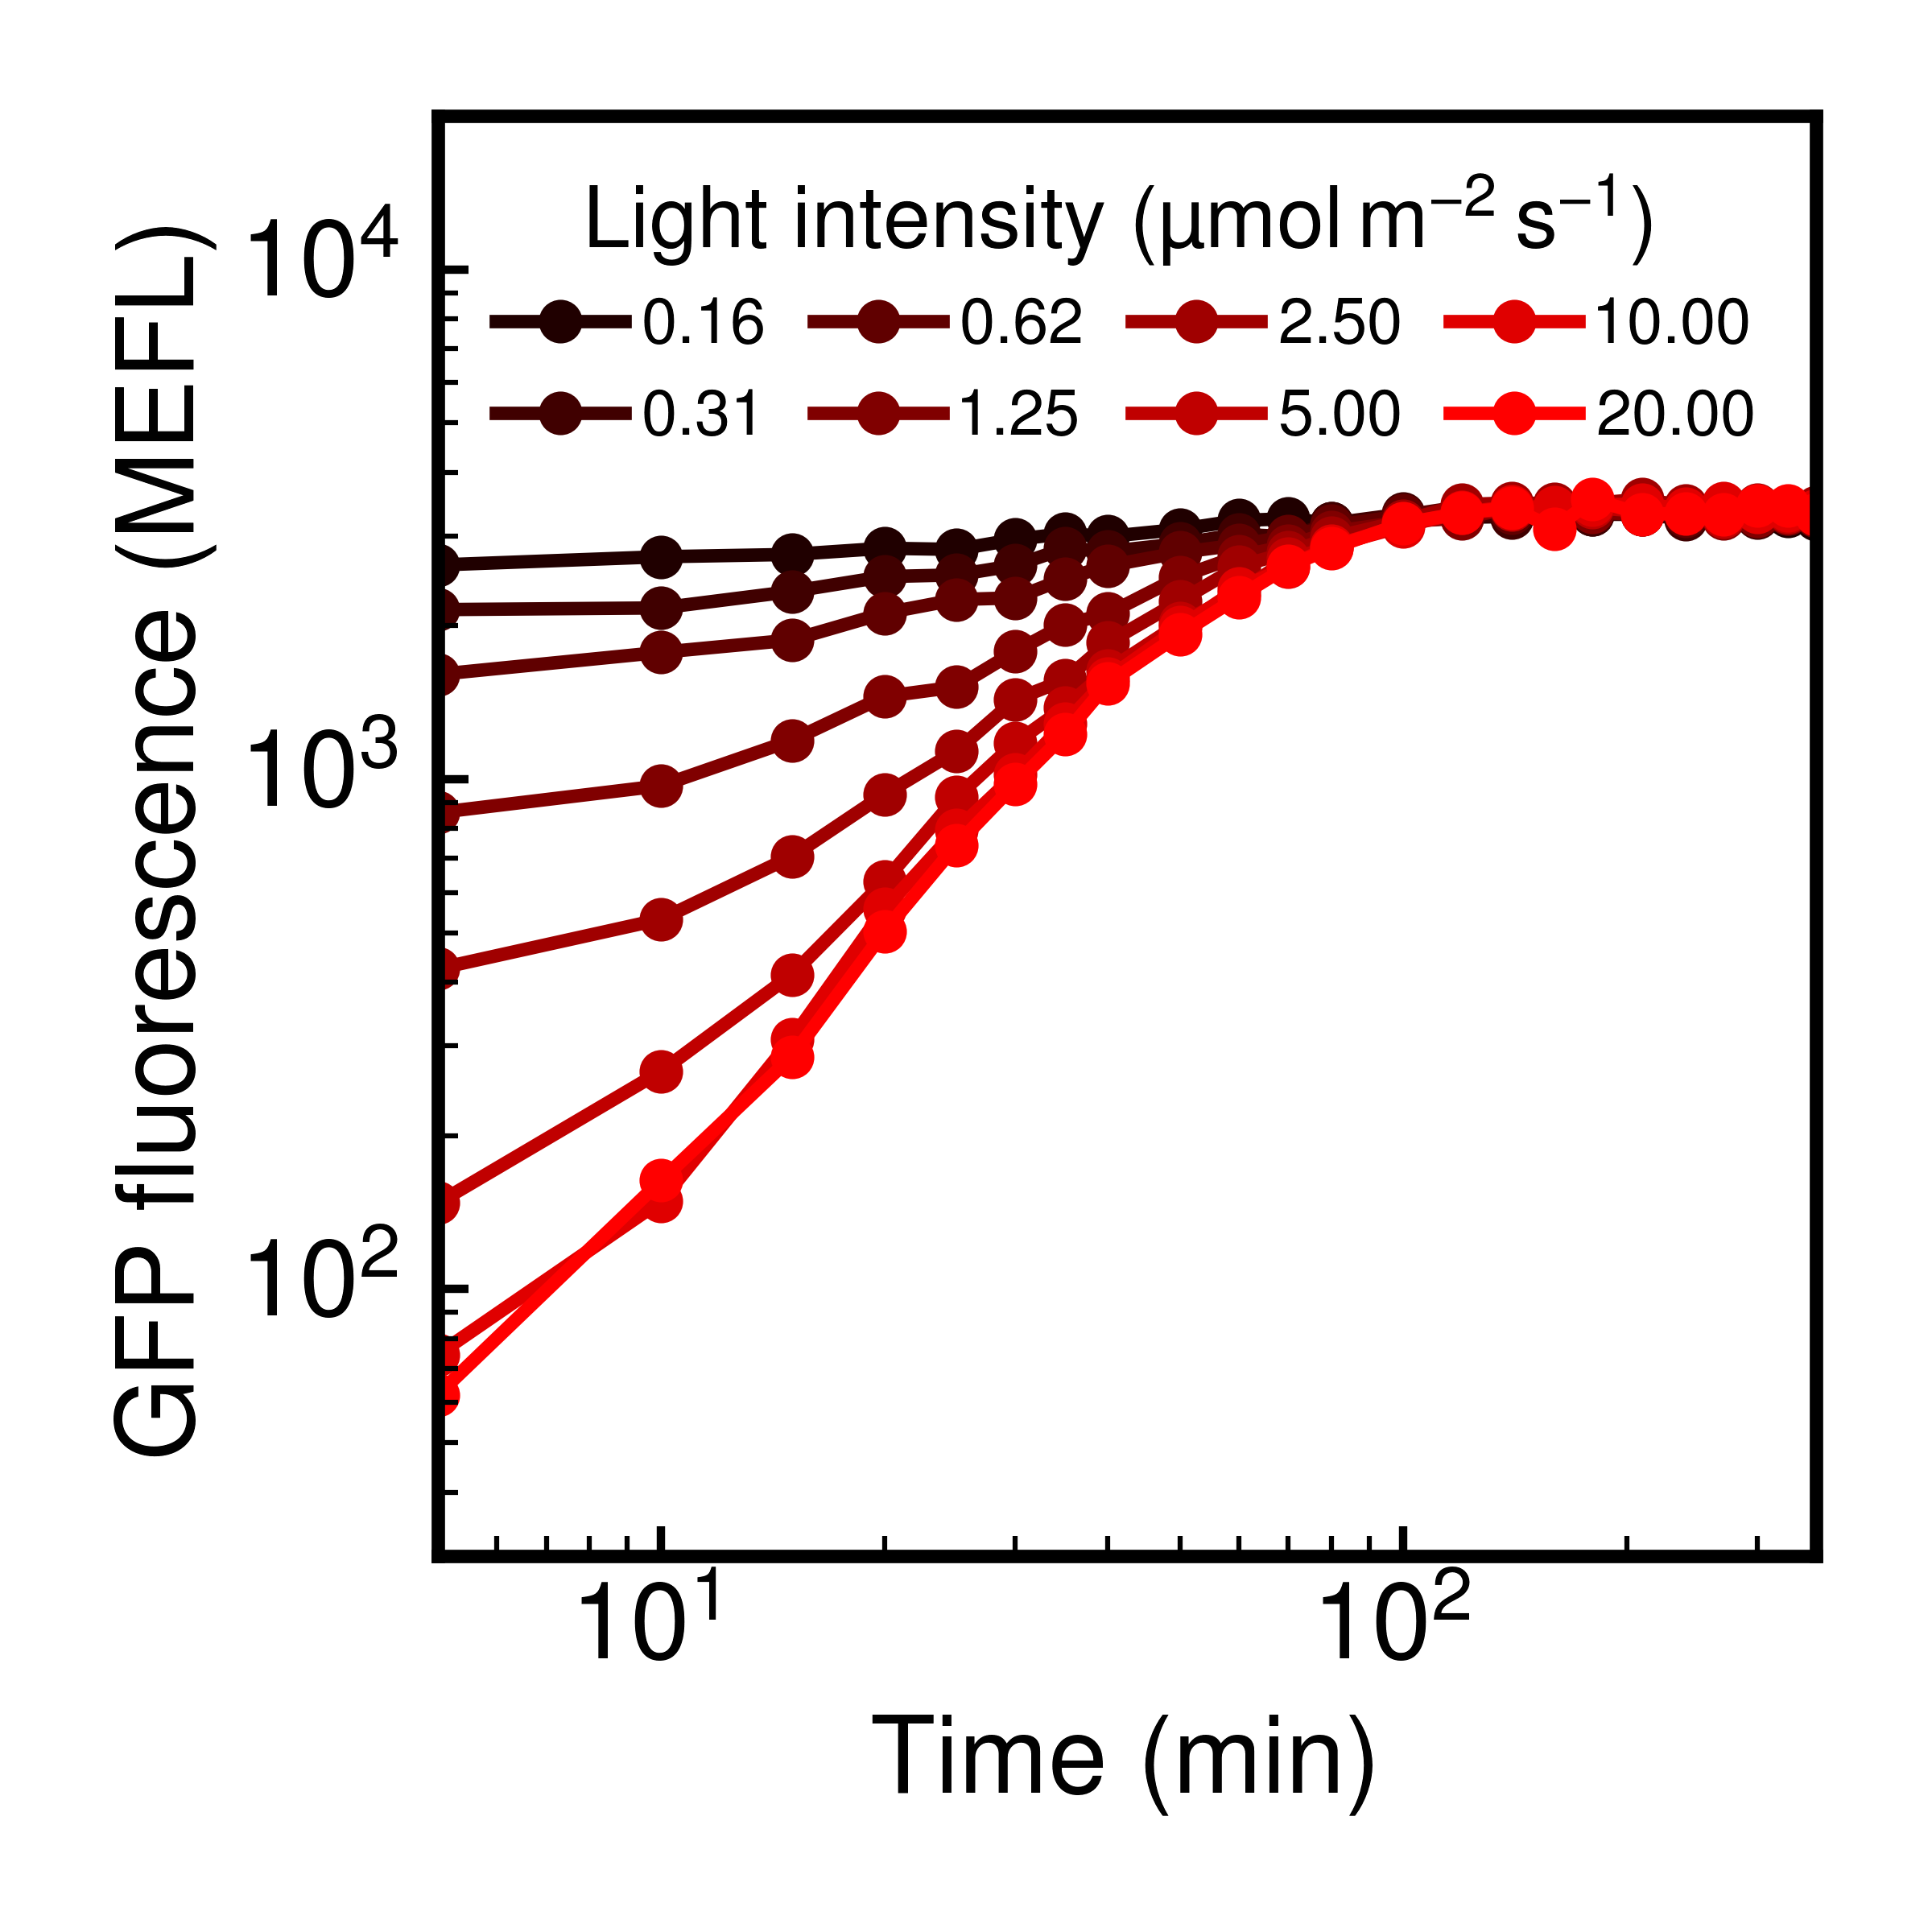 Light intensity (µmol m⁻² s⁻¹)
0.16 0.62 2.50 10.00
0.31 1.25 5.00 20.00
GFP fluorescence (MEFL)
10⁴
10³
10²
10¹ 10²
Time (min)